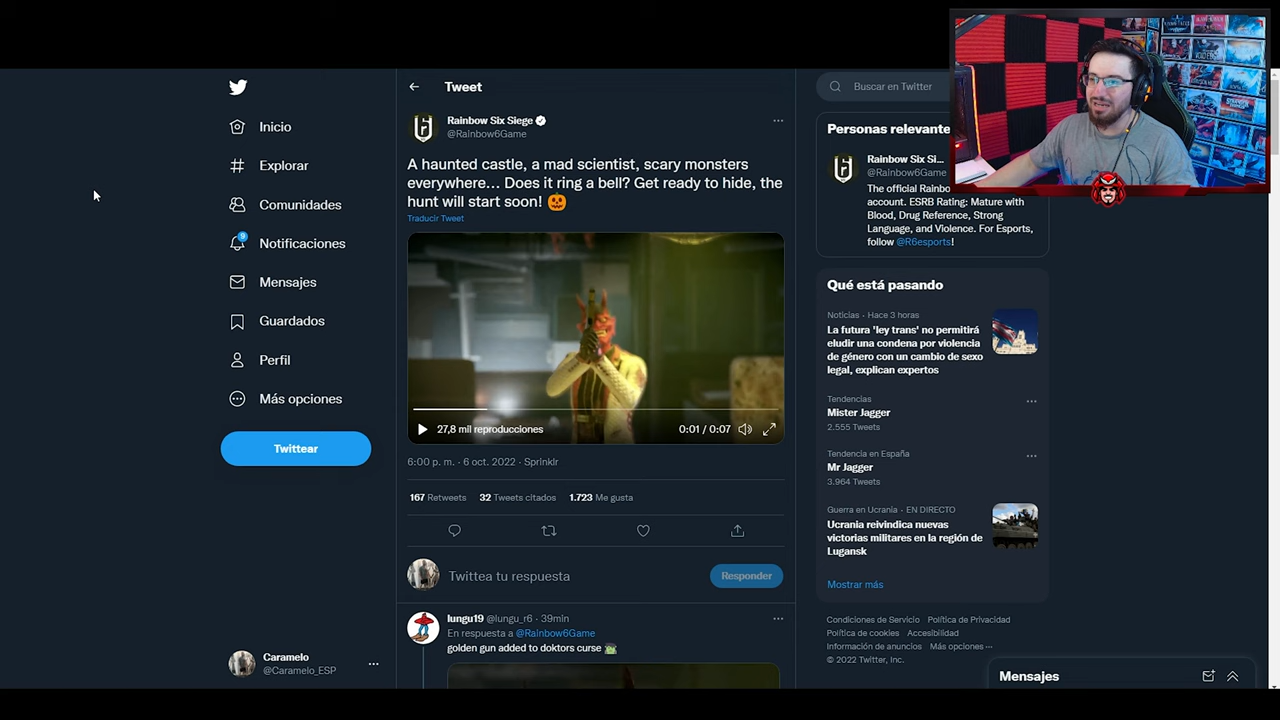 Inicio
Explorar
Comunidades
9
Notificaciones
Mensajes
Guardados
Perfil
Más opciones
Twittear
Caramelo
@Caramelo_ESP
Tweet
Rainbow Six Siege
@Rainbow6Game
A haunted castle, a mad scientist, scary monsters
everywhere... Does it ring a bell? Get ready to hide, the
hunt will start soon! 🎃
Traducir Tweet
27,8 mil reproducciones
0:01 / 0:07
6:00 p. m. · 6 oct. 2022 · Sprinklr
167 Retweets 32 Tweets citados 1.723 Me gusta
Twittea tu respuesta
Responder
lungu19 @lungu_r6 · 39min
En respuesta a @Rainbow6Game
golden gun added to doktors curse
Buscar en Twitter
Personas relevante
Rainbow Six Si...
@Rainbow6Game
The official Rainbo
account. ESRB Rating: Mature with
Blood, Drug Reference, Strong
Language, and Violence. For Esports,
follow @R6esports!
Qué está pasando
Noticias · Hace 3 horas
La futura 'ley trans' no permitirá
eludir una condena por violencia
de género con un cambio de sexo
legal, explican expertos
Tendencias
Mister Jagger
2.555 Tweets
Tendencia en España
Mr Jagger
3.964 Tweets
Guerra en Ucrania · EN DIRECTO
Ucrania reivindica nuevas
victorias militares en la región de
Lugansk
Mostrar más
Condiciones de Servicio Política de Privacidad
Política de cookies Accesibilidad
Información de anuncios Más opciones ···
© 2022 Twitter, Inc.
Mensajes